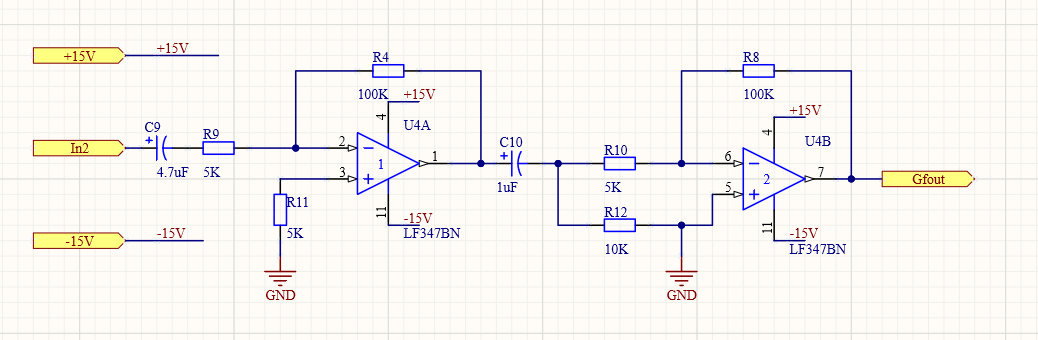 +15V
+15V
R4
100K
+15V
4
U4A
In2
C9
+
4.7uF
R9
5K
2
3
1
1
R11
5K
11
-15V
LF347BN
-15V
-15V
GND
C10
+
1uF
R10
5K
R12
10K
GND
R8
100K
+15V
4
U4B
6
5
2
7
11
-15V
LF347BN
Gfout